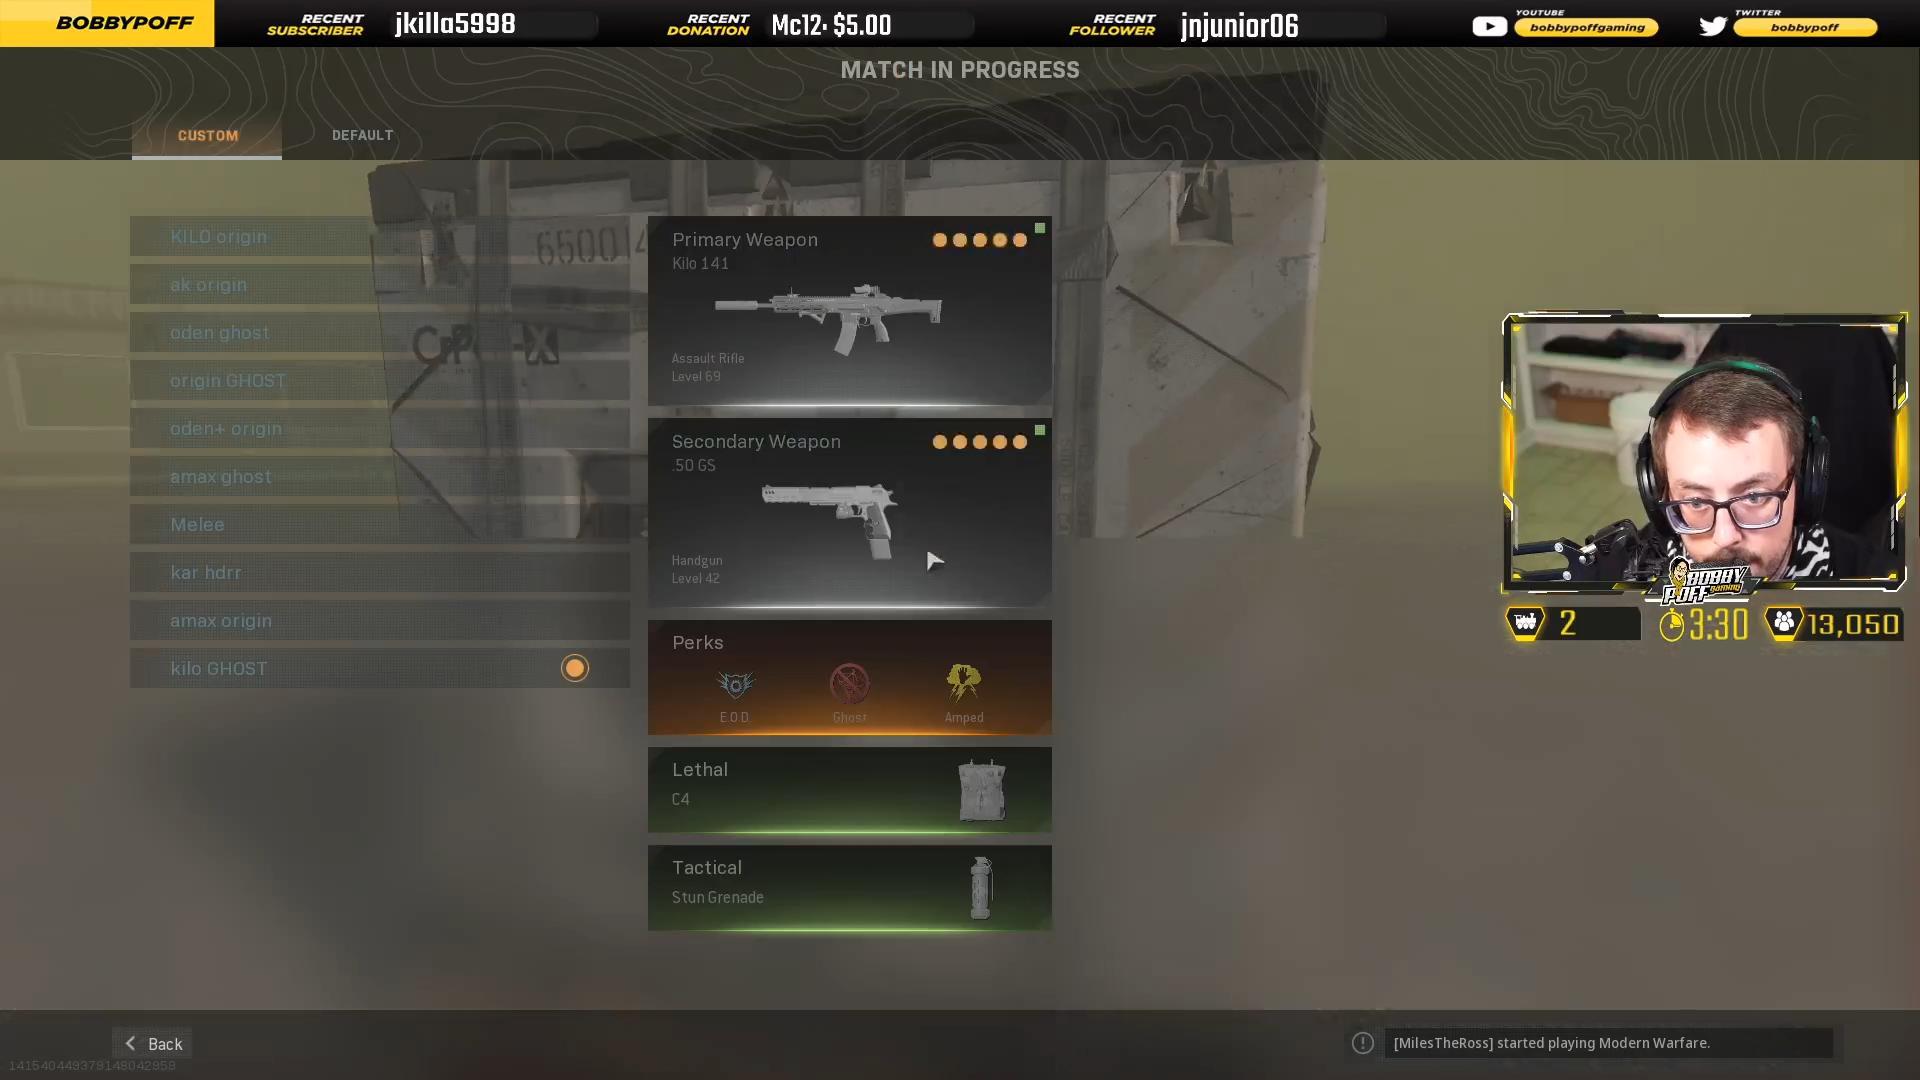 BOBBYPOFF
RECENT SUBSCRIBER
jkilla5998
RECENT DONATION
Mc12: $5.00
RECENT FOLLOWER
jnjunior06
YOUTUBE
bobbypoffgaming
TWITTER
bobbypoff
MATCH IN PROGRESS
CUSTOM
DEFAULT
KILO origin
ak origin
oden ghost
origin GHOST
oden+ origin
amax ghost
Melee
kar hdrr
amax origin
kilo GHOST
Primary Weapon
Kilo 141
Assault Rifle
Level 69
Secondary Weapon
.50 GS
Handgun
Level 42
Perks
E.O.D.
Ghost
Amped
Lethal
C4
Tactical
Stun Grenade
BOBBY
POFF
GAMING
2
3:30
13,050
Back
[MilesTheRoss] started playing Modern Warfare.